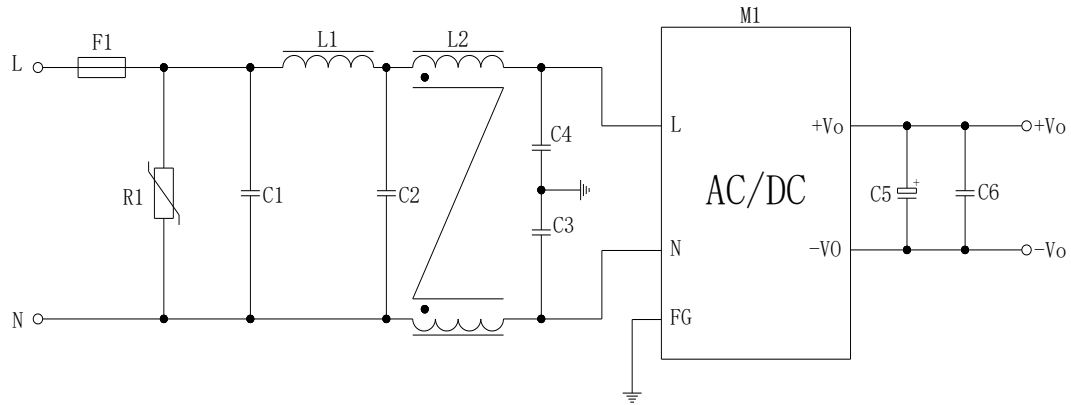 M1
L
F1
L1
L2
R1
C1
C2
C4
C3
L
N
FG
AC/DC
+Vo
-VO
C5
+
C6
+Vo
-Vo
N